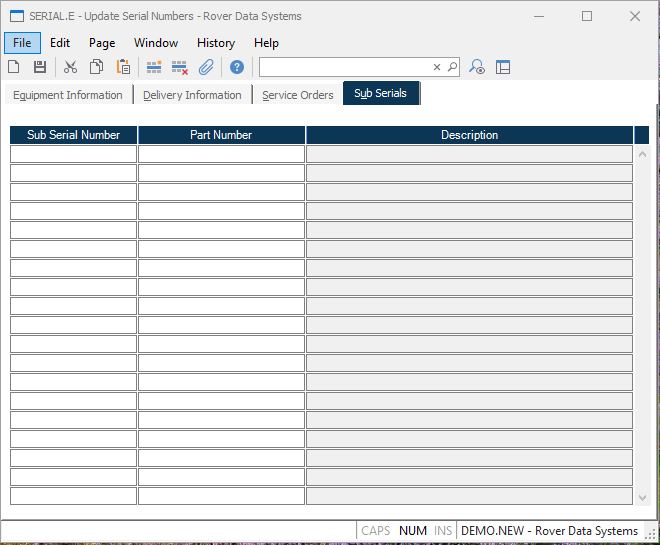 SERIAL.E - Update Serial Numbers - Rover Data Systems
File Edit Page Window History Help
Equipment Information Delivery Information Service Orders Sub Serials
Sub Serial Number Part Number Description
CAPS NUM INS DEMO.NEW - Rover Data Systems